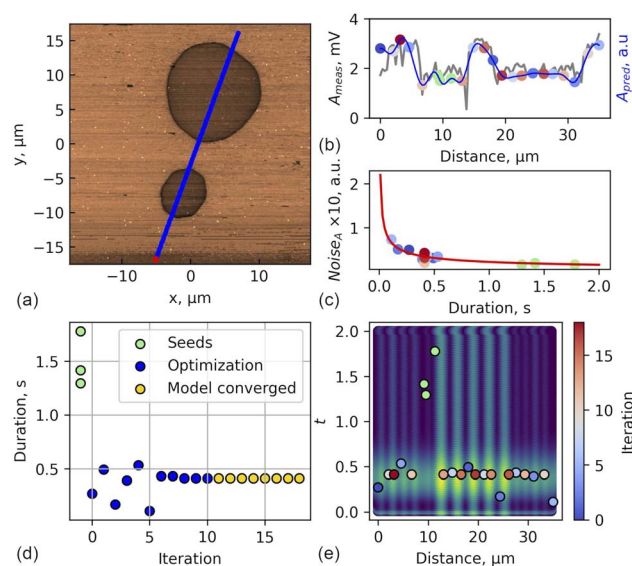 15
10
5
0
−5
−10
−15
y, μm
−10 0 10
x, μm
(a)
4
2
A_meas, mV
A_pred, a.u
0 10 20 30
Distance, μm
(b)
2
1
0
Noise_A ×10, a.u.
0.0 0.5 1.0 1.5 2.0
Duration, s
(c)
1.5
1.0
0.5
Duration, s
Seeds
Optimization
Model converged
0 5 10 15
Iteration
(d)
2.0
1.5
1.0
0.5
0.0
t
0 10 20 30
Distance, μm
(e)
15
10
5
0
Iteration